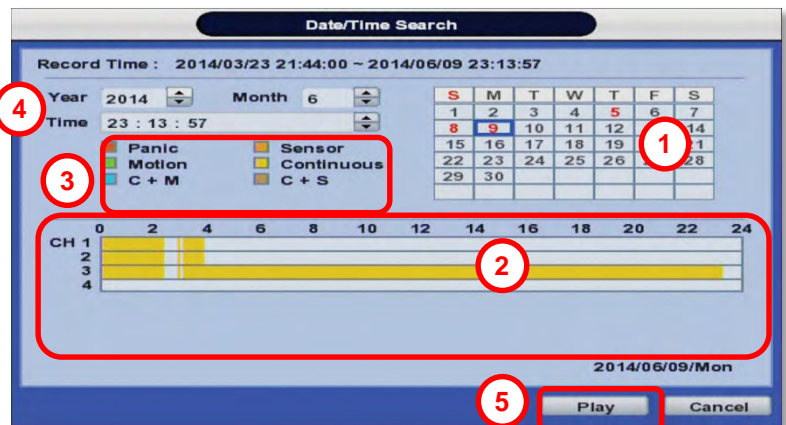 Date/Time Search
Record Time : 2014/03/23 21:44:00 ~ 2014/06/09 23:13:57
4
Year 2014 Month 6
Time 23 : 13 : 57
S M T W T F S
1 2 3 4 5 6 7
8 9 10 11 12 14
15 16 17 18 19 21
22 23 24 25 26 28
29 30
1
3
Panic Sensor
Motion Continuous
C + M C + S
0 2 4 6 8 10 12 14 16 18 20 22 24
CH 1
2
3
4
2
2014/06/09/Mon
5
Play Cancel